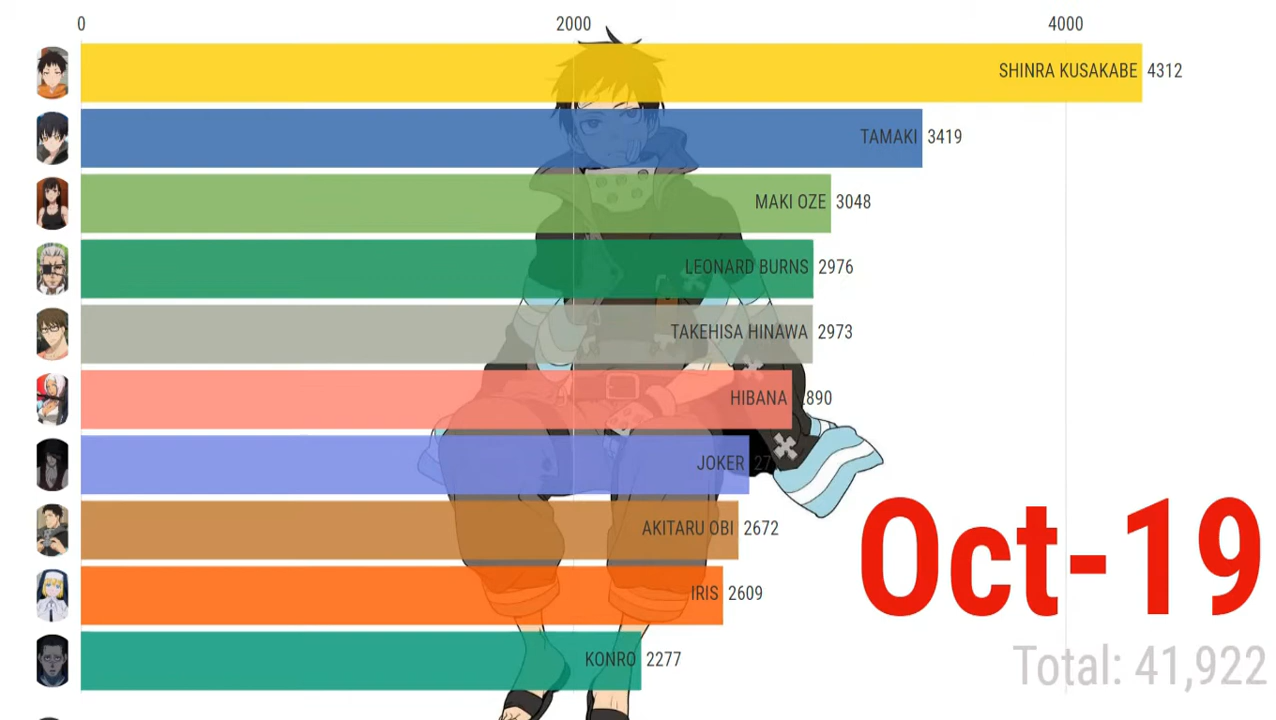 0 2000 4000
SHINRA KUSAKABE 4312
TAMAKI 3419
MAKI OZE 3048
LEONARD BURNS 2976
TAKEHISA HINAWA 2973
HIBANA
JOKER
AKITARU OBI 2672
IRIS 2609
KONRO 2277
Oct-19
Total: 41,922